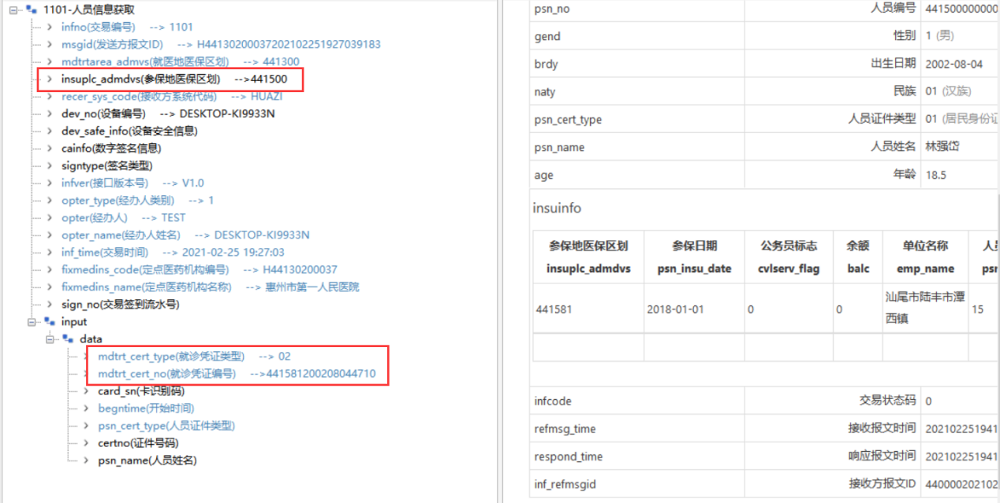 1101-人员信息获取
infno(交易编号) --> 1101
msgid(发送方报文ID) --> H44130200037202102251927039183
mdtrtarea_admvs(就医地医保区划) --> 441300
insuplc_admdvs(参保地医保区划) -->441500
recer_sys_code(接收方系统代码) --> HUAZI
dev_no(设备编号) --> DESKTOP-KI9933N
dev_safe_info(设备安全信息)
cainfo(数字签名信息)
signtype(签名类型)
infver(接口版本号) --> V1.0
opter_type(经办人类别) --> 1
opter(经办人) --> TEST
opter_name(经办人姓名) --> DESKTOP-KI9933N
inf_time(交易时间) --> 2021-02-25 19:27:03
fixmedins_code(定点医药机构编号) --> H44130200037
fixmedins_name(定点医药机构名称) --> 惠州市第一人民医院
sign_no(交易签到流水号)
input
data
mdtrt_cert_type(就诊凭证类型) --> 02
mdtrt_cert_no(就诊凭证编号) -->441581200208044710
card_sn(卡识别码)
begntime(开始时间)
psn_cert_type(人员证件类型)
certno(证件号码)
psn_name(人员姓名)
psn_no 人员编号 441500000000
gend 性别 1 (男)
brdy 出生日期 2002-08-04
naty 民族 01 (汉族)
psn_cert_type 人员证件类型 01 (居民身份证
psn_name 人员姓名 林强岱
age 年龄 18.5
insuinfo
参保地医保区划 参保日期 公务员标志 余额 单位名称
insuplc_admdvs psn_insu_date cvlserv_flag balc emp_name
441581 2018-01-01 0 0 汕尾市陆丰市潭 15
西镇
infcode 交易状态码 0
refmsg_time 接收报文时间 202102251941
respond_time 响应报文时间 202102251941
inf_refmsgid 接收方报文ID 440000202102